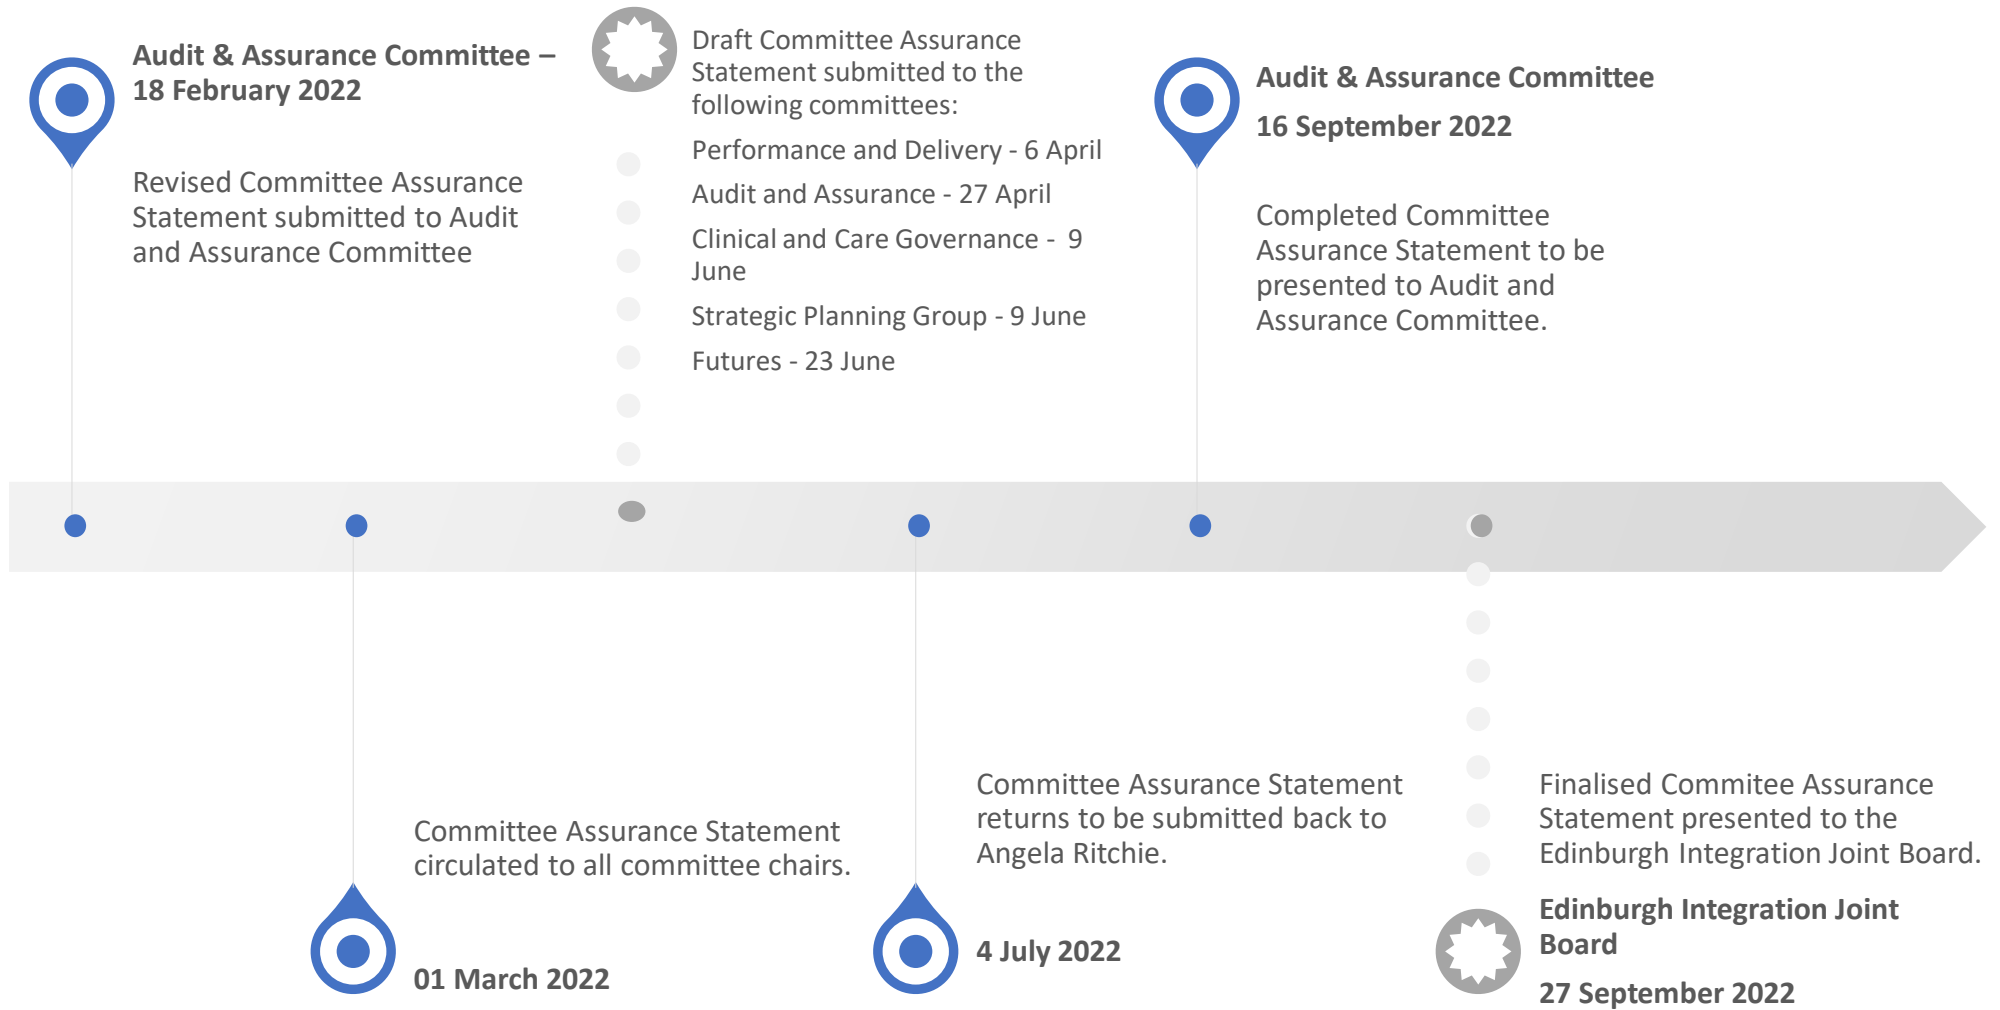 Audit & Assurance Committee –
18 February 2022
Revised Committee Assurance
Statement submitted to Audit
and Assurance Committee
Committee Assurance Statement
circulated to all committee chairs.
01 March 2022
Draft Committee Assurance
Statement submitted to the
following committees:
Performance and Delivery - 6 April
Audit and Assurance - 27 April
Clinical and Care Governance -  9
June
Strategic Planning Group - 9 June
Futures - 23 June
Committee Assurance Statement
returns to be submitted back to
Angela Ritchie.
4 July 2022
Audit & Assurance Committee
16 September 2022
Completed Committee
Assurance Statement to be
presented to Audit and
Assurance Committee.
Finalised Commitee Assurance
Statement presented to the
Edinburgh Integration Joint Board.
Edinburgh Integration Joint
Board
27 September 2022